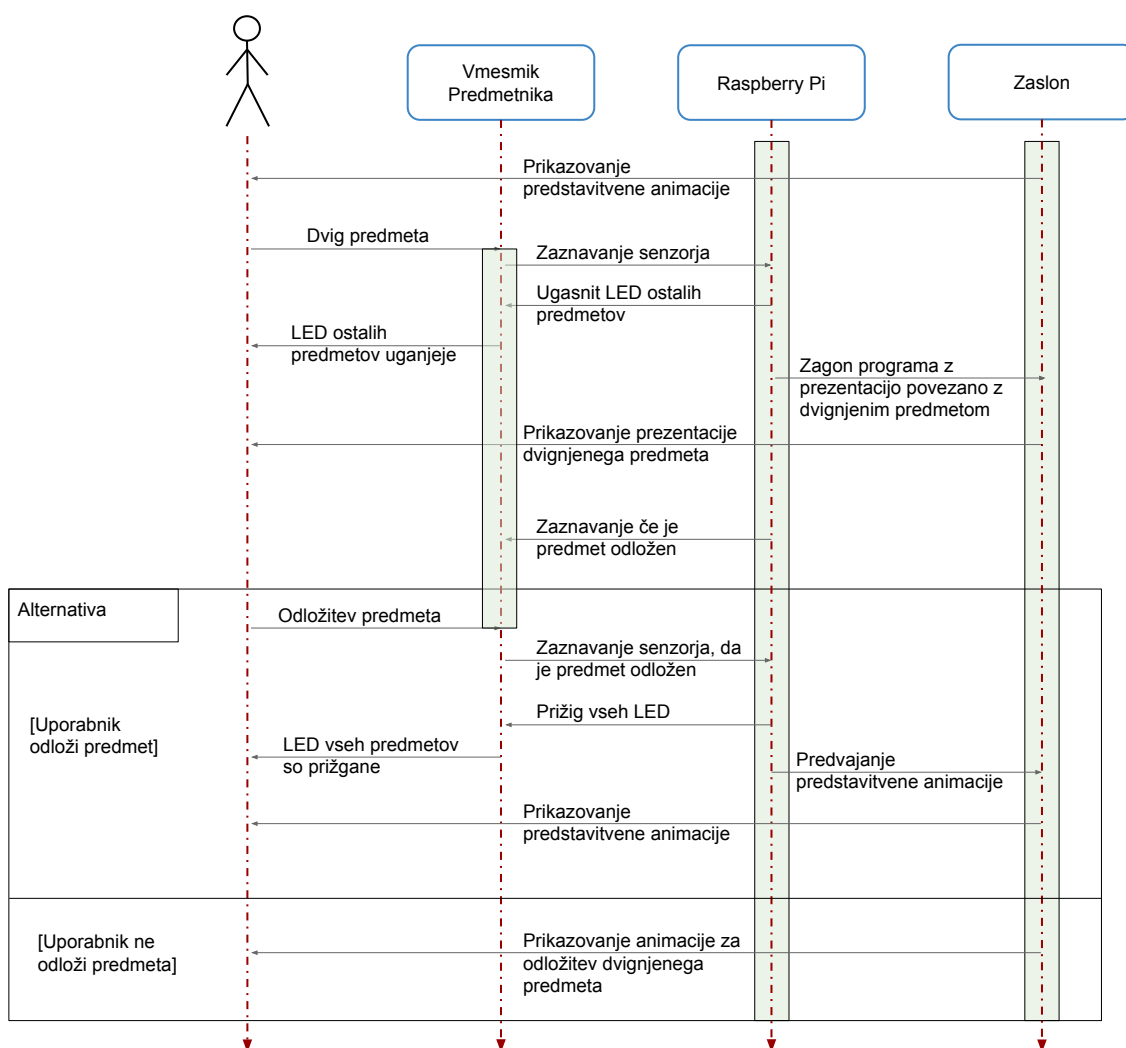 Vmesmik
Predmetnika
Raspberry Pi
Zaslon
Prikazovanje
predstavitvene animacije
Dvig predmeta
Zaznavanje senzorja
Ugasnit LED ostalih
predmetov
LED ostalih
predmetov uganjeje
Zagon programa z
prezentacijo povezano z
dvignjenim predmetom
Prikazovanje prezentacije
dvignjenega predmeta
Zaznavanje če je
predmet odložen
Alternativa
Odložitev predmeta
Zaznavanje senzorja, da
je predmet odložen
[Uporabnik
odloži predmet]
Prižig vseh LED
LED vseh predmetov
so prižgane
Predvajanje
predstavitvene animacije
Prikazovanje
predstavitvene animacije
[Uporabnik ne
odloži predmeta]
Prikazovanje animacije za
odložitev dvignjenega
predmeta